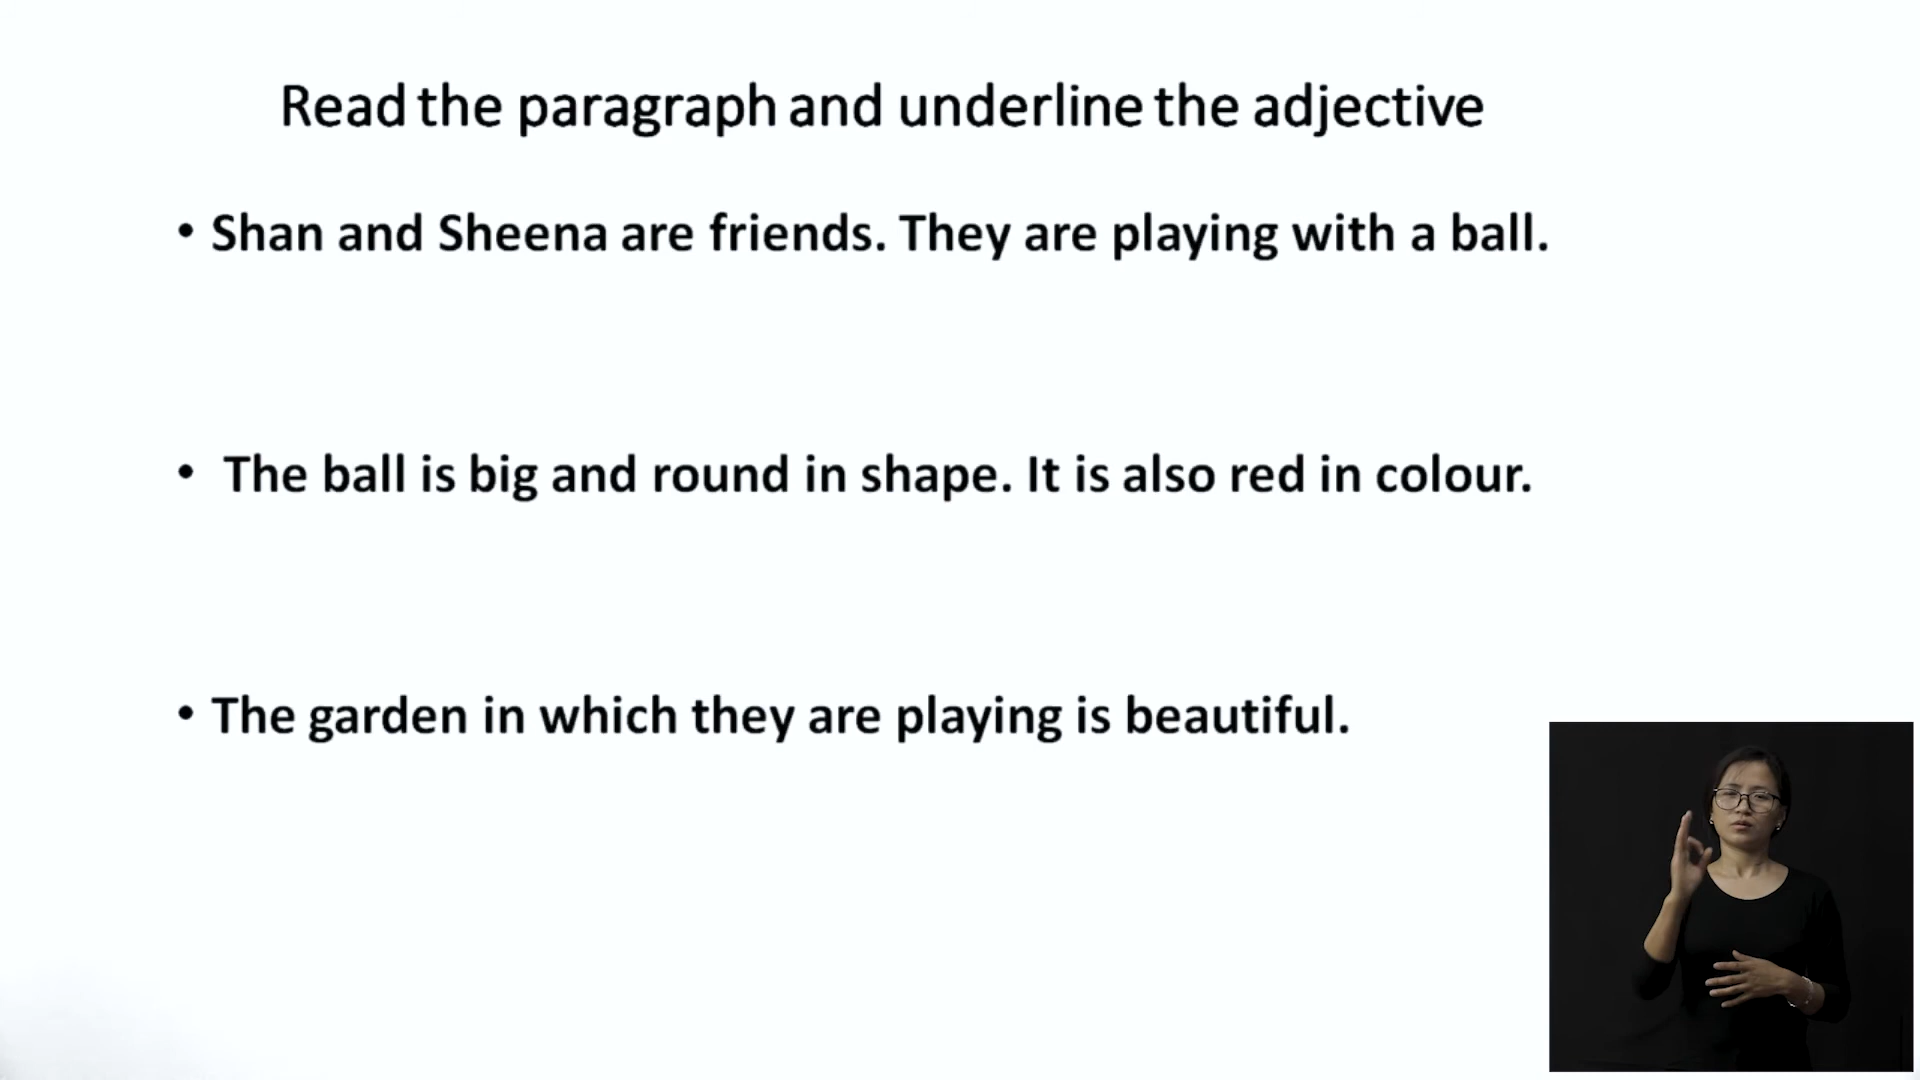 Read the paragraph and underline the adjective
• Shan and Sheena are friends. They are playing with a ball.
• The ball is big and round in shape. It is also red in colour.
• The garden in which they are playing is beautiful.